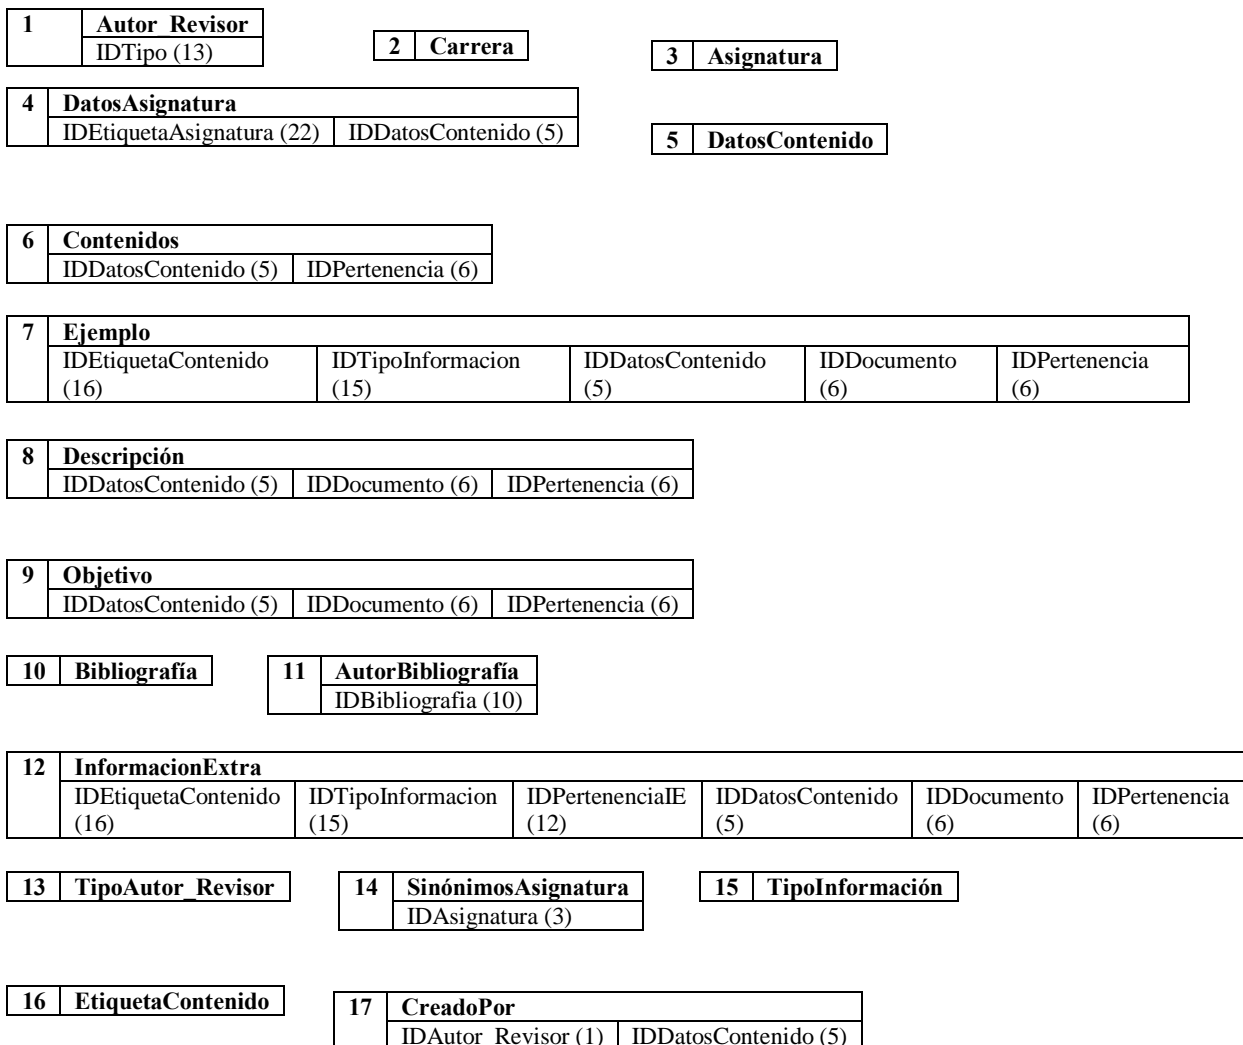 1 Autor_Revisor
IDTipo (13)
2 Carrera
3 Asignatura
4 DatosAsignatura
IDEtiquetaAsignatura (22) IDDatosContenido (5)
5 DatosContenido
6 Contenidos
IDDatosContenido (5) IDPertenencia (6)
7 Ejemplo
IDEtiquetaContenido IDTipoInformacion IDDatosContenido IDDocumento IDPertenencia
(16) (15) (5) (6) (6)
8 Descripción
IDDatosContenido (5) IDDocumento (6) IDPertenencia (6)
9 Objetivo
IDDatosContenido (5) IDDocumento (6) IDPertenencia (6)
10 Bibliografía
11 AutorBibliografía
IDBibliografia (10)
12 InformacionExtra
IDEtiquetaContenido IDTipoInformacion IDPertenenciaIE IDDatosContenido IDDocumento IDPertenencia
(16) (15) (12) (5) (6) (6)
13 TipoAutor_Revisor
14 SinónimosAsignatura
IDAsignatura (3)
15 TipoInformación
16 EtiquetaContenido
17 CreadoPor
IDAutor_Revisor (1) IDDatosContenido (5)